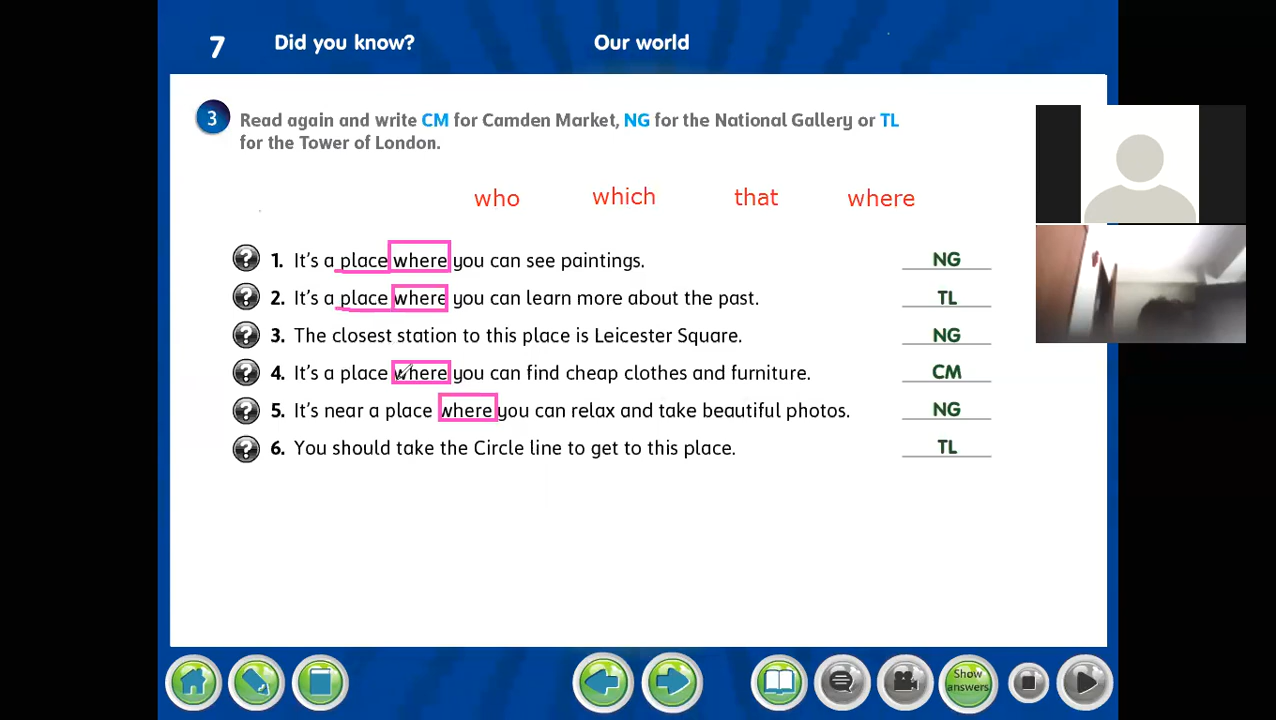 7 Did you know? Our world
3 Read again and write CM for Camden Market, NG for the National Gallery or TL
for the Tower of London.
who which that where
1. It's a place where you can see paintings. NG
2. It's a place where you can learn more about the past. TL
3. The closest station to this place is Leicester Square. NG
4. It's a place where you can find cheap clothes and furniture. CM
5. It's near a place where you can relax and take beautiful photos. NG
6. You should take the Circle line to get to this place. TL
Show
answers